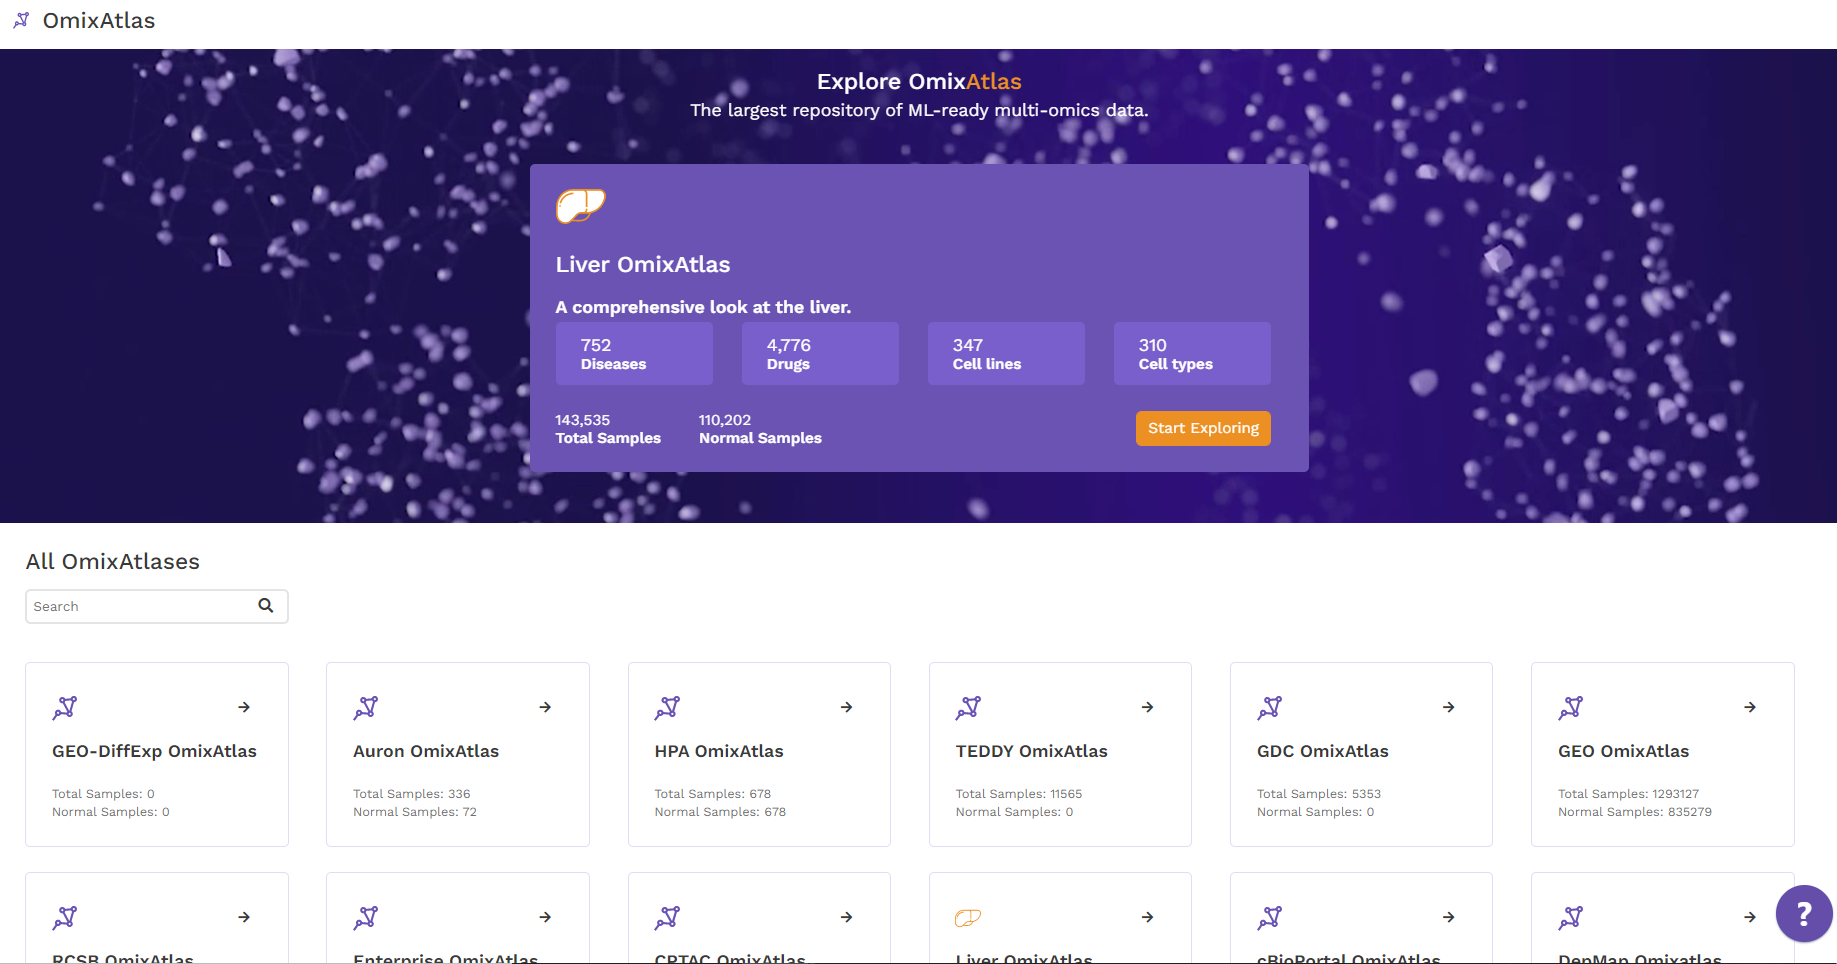 OmixAtlas
Explore OmixAtlas
The largest repository of ML-ready multi-omics data.
Liver OmixAtlas
A comprehensive look at the liver.
752
Diseases
4,776
Drugs
347
Cell lines
310
Cell types
143,535
Total Samples
110,202
Normal Samples
Start Exploring
All OmixAtlases
Search
GEO-DiffExp OmixAtlas
Total Samples: 0
Normal Samples: 0
Auron OmixAtlas
Total Samples: 336
Normal Samples: 72
HPA OmixAtlas
Total Samples: 678
Normal Samples: 678
TEDDY OmixAtlas
Total Samples: 11565
Normal Samples: 0
GDC OmixAtlas
Total Samples: 5353
Normal Samples: 0
GEO OmixAtlas
Total Samples: 1293127
Normal Samples: 835279
RCSB OmixAtlas
Enterprise OmixAtlas
CPTAC OmixAtlas
Liver OmixAtlas
cBioPortal OmixAtlas
DepMap Omixatlas
?